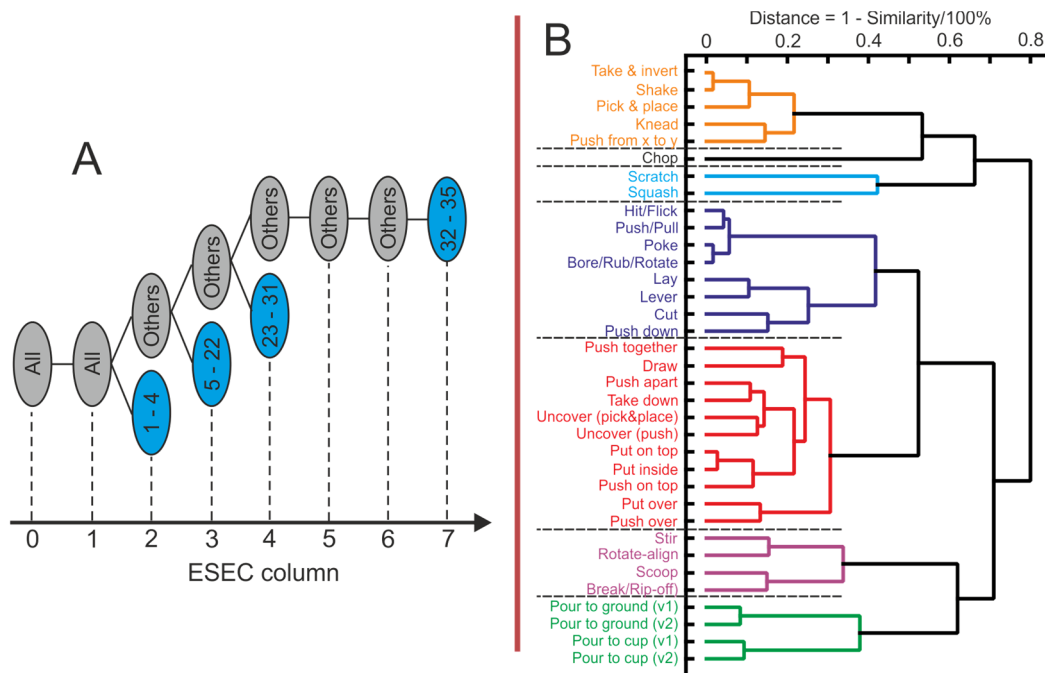 A
All
All
Others
1 - 4
Others
5 - 22
Others
23 - 31
Others
Others
32 - 35
0 1 2 3 4 5 6 7
ESEC column
B
Distance = 1 - Similarity/100%
0 0.2 0.4 0.6 0.8
Take & invert
Shake
Pick & place
Knead
Push from x to y
Chop
Scratch
Squash
Hit/Flick
Push/Pull
Poke
Bore/Rub/Rotate
Lay
Lever
Cut
Push down
Push together
Draw
Push apart
Take down
Uncover (pick&place)
Uncover (push)
Put on top
Put inside
Push on top
Put over
Push over
Stir
Rotate-align
Scoop
Break/Rip-off)
Pour to ground (v1)
Pour to ground (v2)
Pour to cup (v1)
Pour to cup (v2)